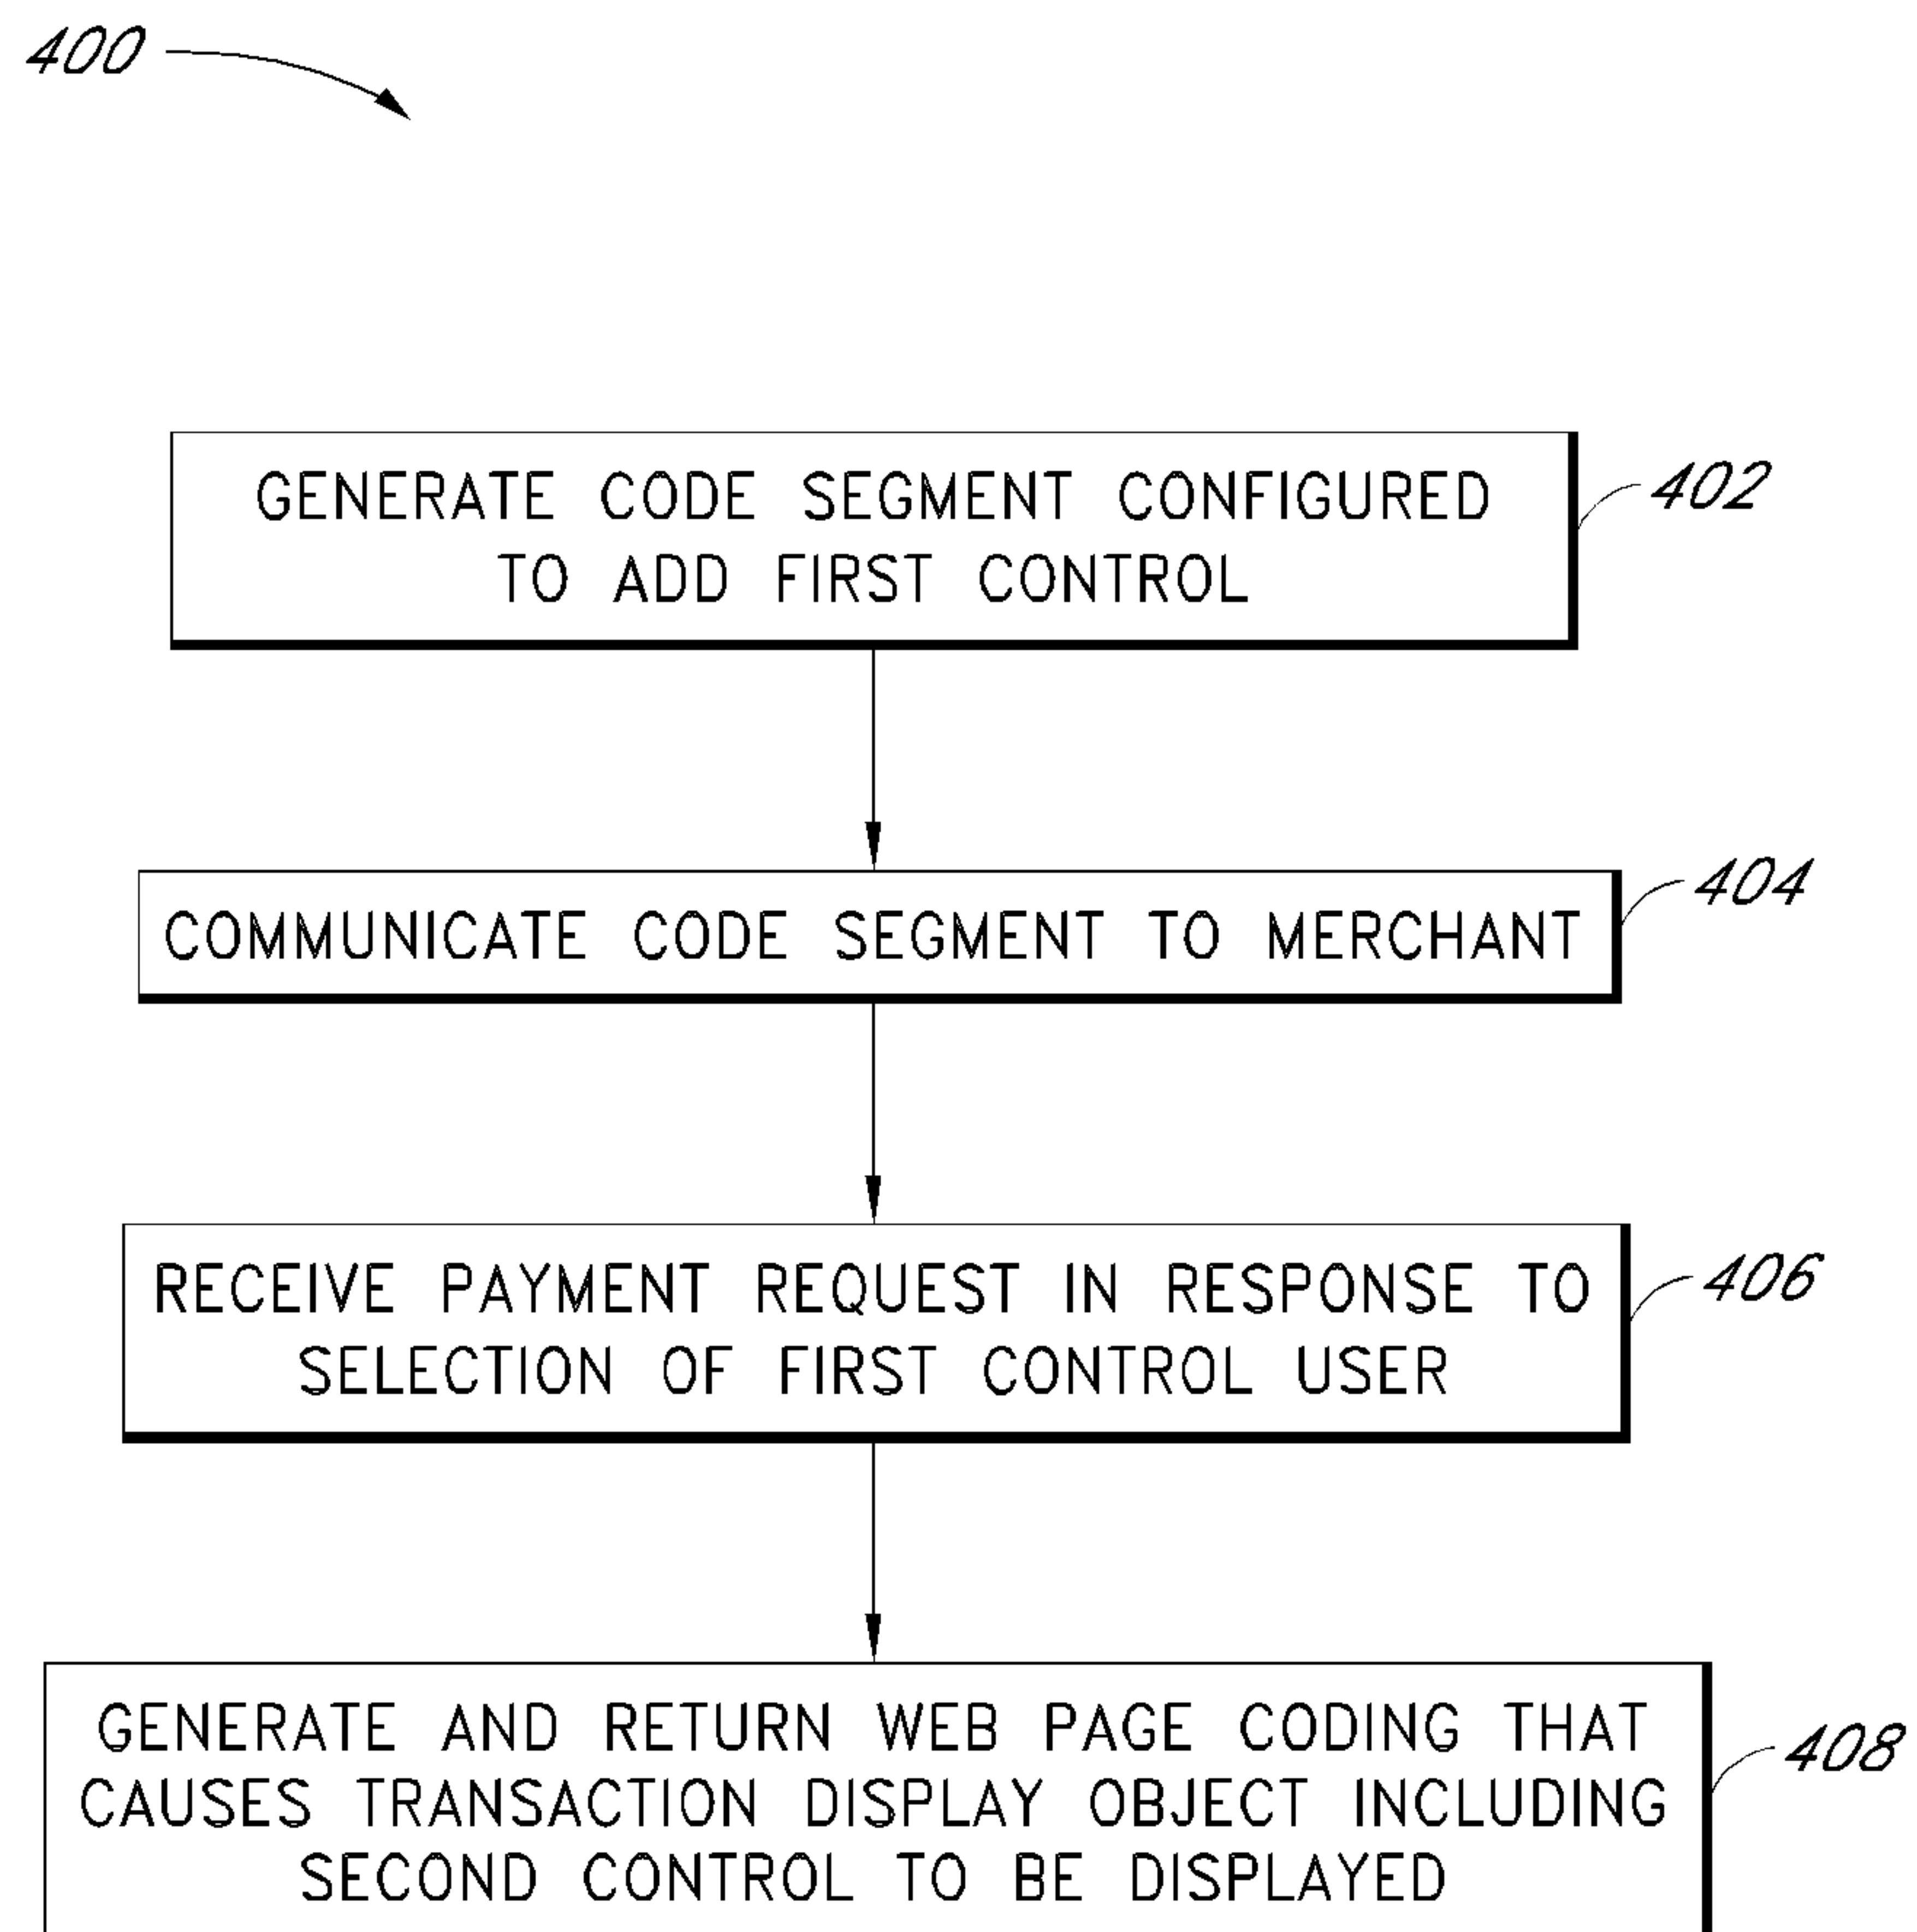 400
GENERATE CODE SEGMENT CONFIGURED
TO ADD FIRST CONTROL
402
COMMUNICATE CODE SEGMENT TO MERCHANT
404
RECEIVE PAYMENT REQUEST IN RESPONSE TO
SELECTION OF FIRST CONTROL USER
406
GENERATE AND RETURN WEB PAGE CODING THAT
CAUSES TRANSACTION DISPLAY OBJECT INCLUDING
SECOND CONTROL TO BE DISPLAYED
408